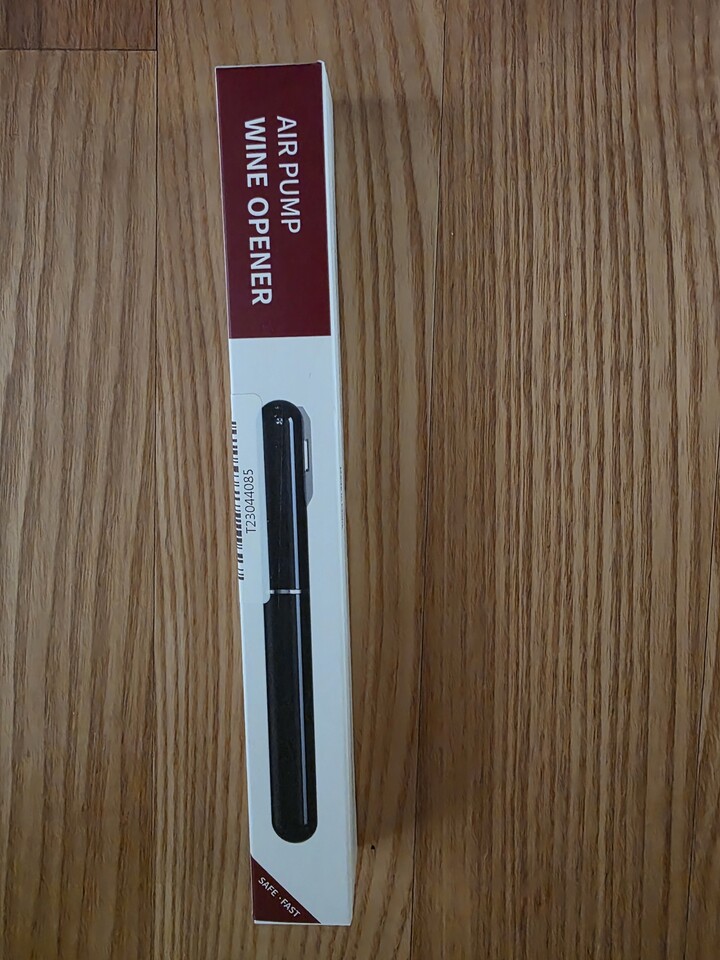 AIR PUMP
WINE OPENER
T23044085
SAFE · FAST